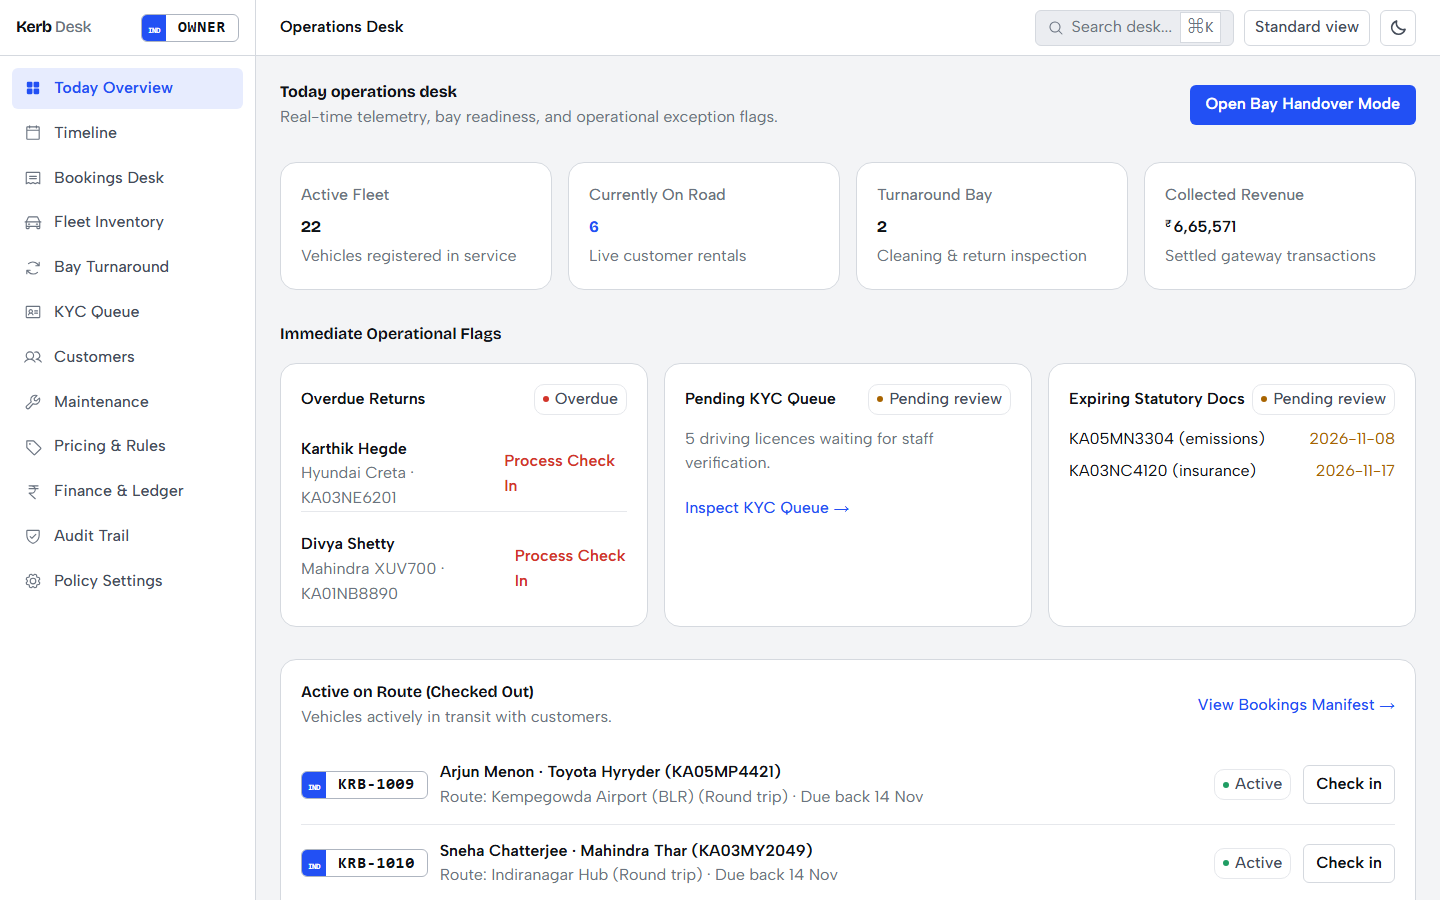 Kerb Desk
IND OWNER
Operations Desk
Search desk... ⌘K
Standard view
Today Overview
Timeline
Bookings Desk
Fleet Inventory
Bay Turnaround
KYC Queue
Customers
Maintenance
Pricing & Rules
Finance & Ledger
Audit Trail
Policy Settings
Today operations desk
Real-time telemetry, bay readiness, and operational exception flags.
Open Bay Handover Mode
Active Fleet
22
Vehicles registered in service
Currently On Road
6
Live customer rentals
Turnaround Bay
2
Cleaning & return inspection
Collected Revenue
₹6,65,571
Settled gateway transactions
Immediate Operational Flags
Overdue Returns
Overdue
Karthik Hegde
Hyundai Creta ·
KA03NE6201
Process Check
In
Divya Shetty
Mahindra XUV700 ·
KA01NB8890
Process Check
In
Pending KYC Queue
Pending review
5 driving licences waiting for staff
verification.
Inspect KYC Queue →
Expiring Statutory Docs
Pending review
KA05MN3304 (emissions) 2026-11-08
KA03NC4120 (insurance) 2026-11-17
Active on Route (Checked Out)
Vehicles actively in transit with customers.
View Bookings Manifest →
IND KRB-1009
Arjun Menon · Toyota Hyryder (KA05MP4421)
Route: Kempegowda Airport (BLR) (Round trip) · Due back 14 Nov
Active
Check in
IND KRB-1010
Sneha Chatterjee · Mahindra Thar (KA03MY2049)
Route: Indiranagar Hub (Round trip) · Due back 14 Nov
Active
Check in